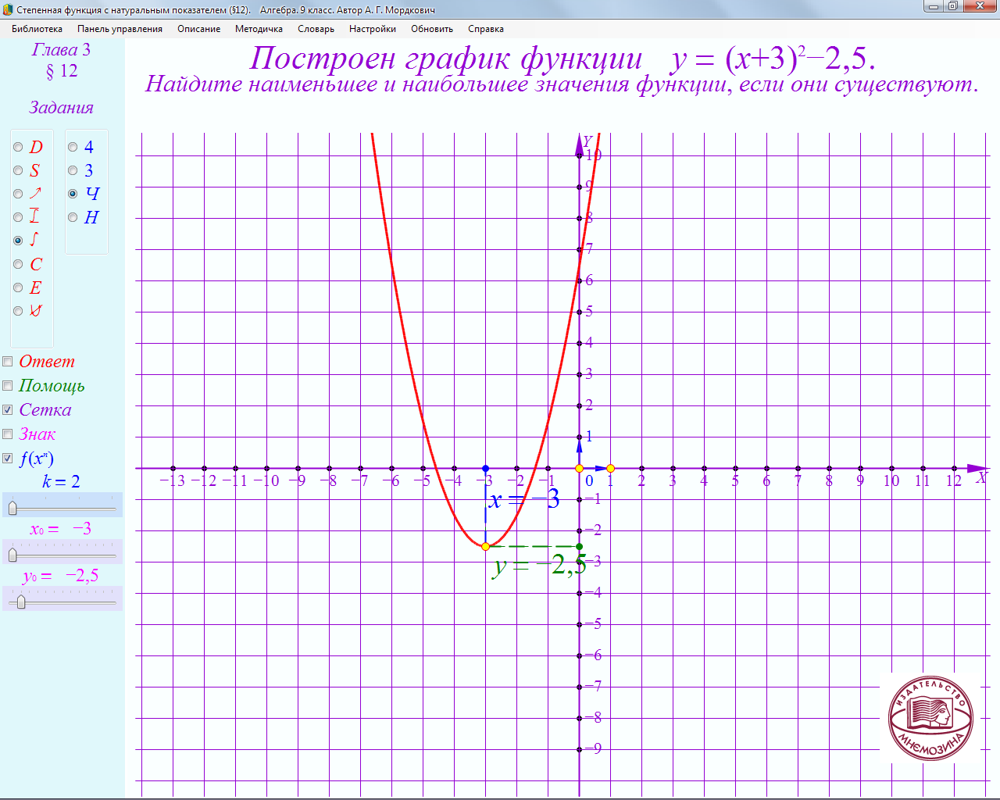 Степенная функция с натуральным показателем (§12).    Алгебра. 9 класс. Автор А. Г. Мордкович
Библиотека Панель управления Описание Методичка Словарь Настройки Обновить Справка
Глава 3
§ 12
Построен график функции y = (x+3)²−2,5.
Найдите наименьшее и наибольшее значения функции, если они существуют.
Задания
D
S
C
E
4
3
Ч
Н
Ответ
Помощь
Сетка
Знак
f(xⁿ)
k = 2
x₀ = −3
y₀ = −2,5
Y
10
9
8
7
6
5
4
3
2
1
−13 −12 −11 −10 −9 −8 −7 −6 −5 −4 −3 −2 −1 0 1 2 3 4 5 6 7 8 9 10 11 12 X
x = −3
y = −2,5
−1
−2
−3
−4
−5
−6
−7
−8
−9
ИЗДАТЕЛЬСТВО
МНЕМОЗИНА